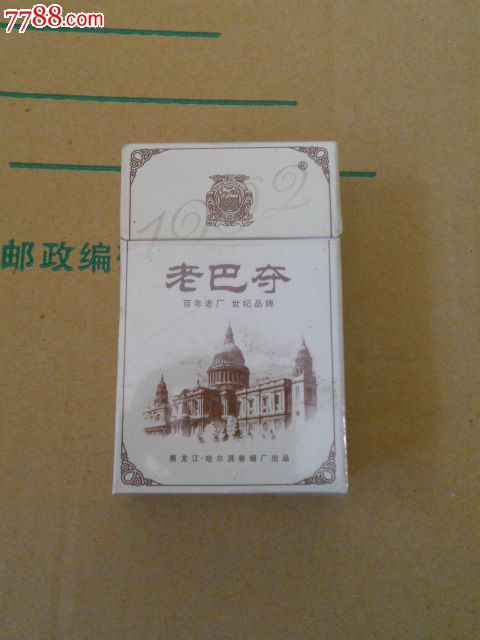 7788.com
邮政编
1902
®
老巴夺
百年老厂 世纪品牌
黑龙江·哈尔滨卷烟厂出品